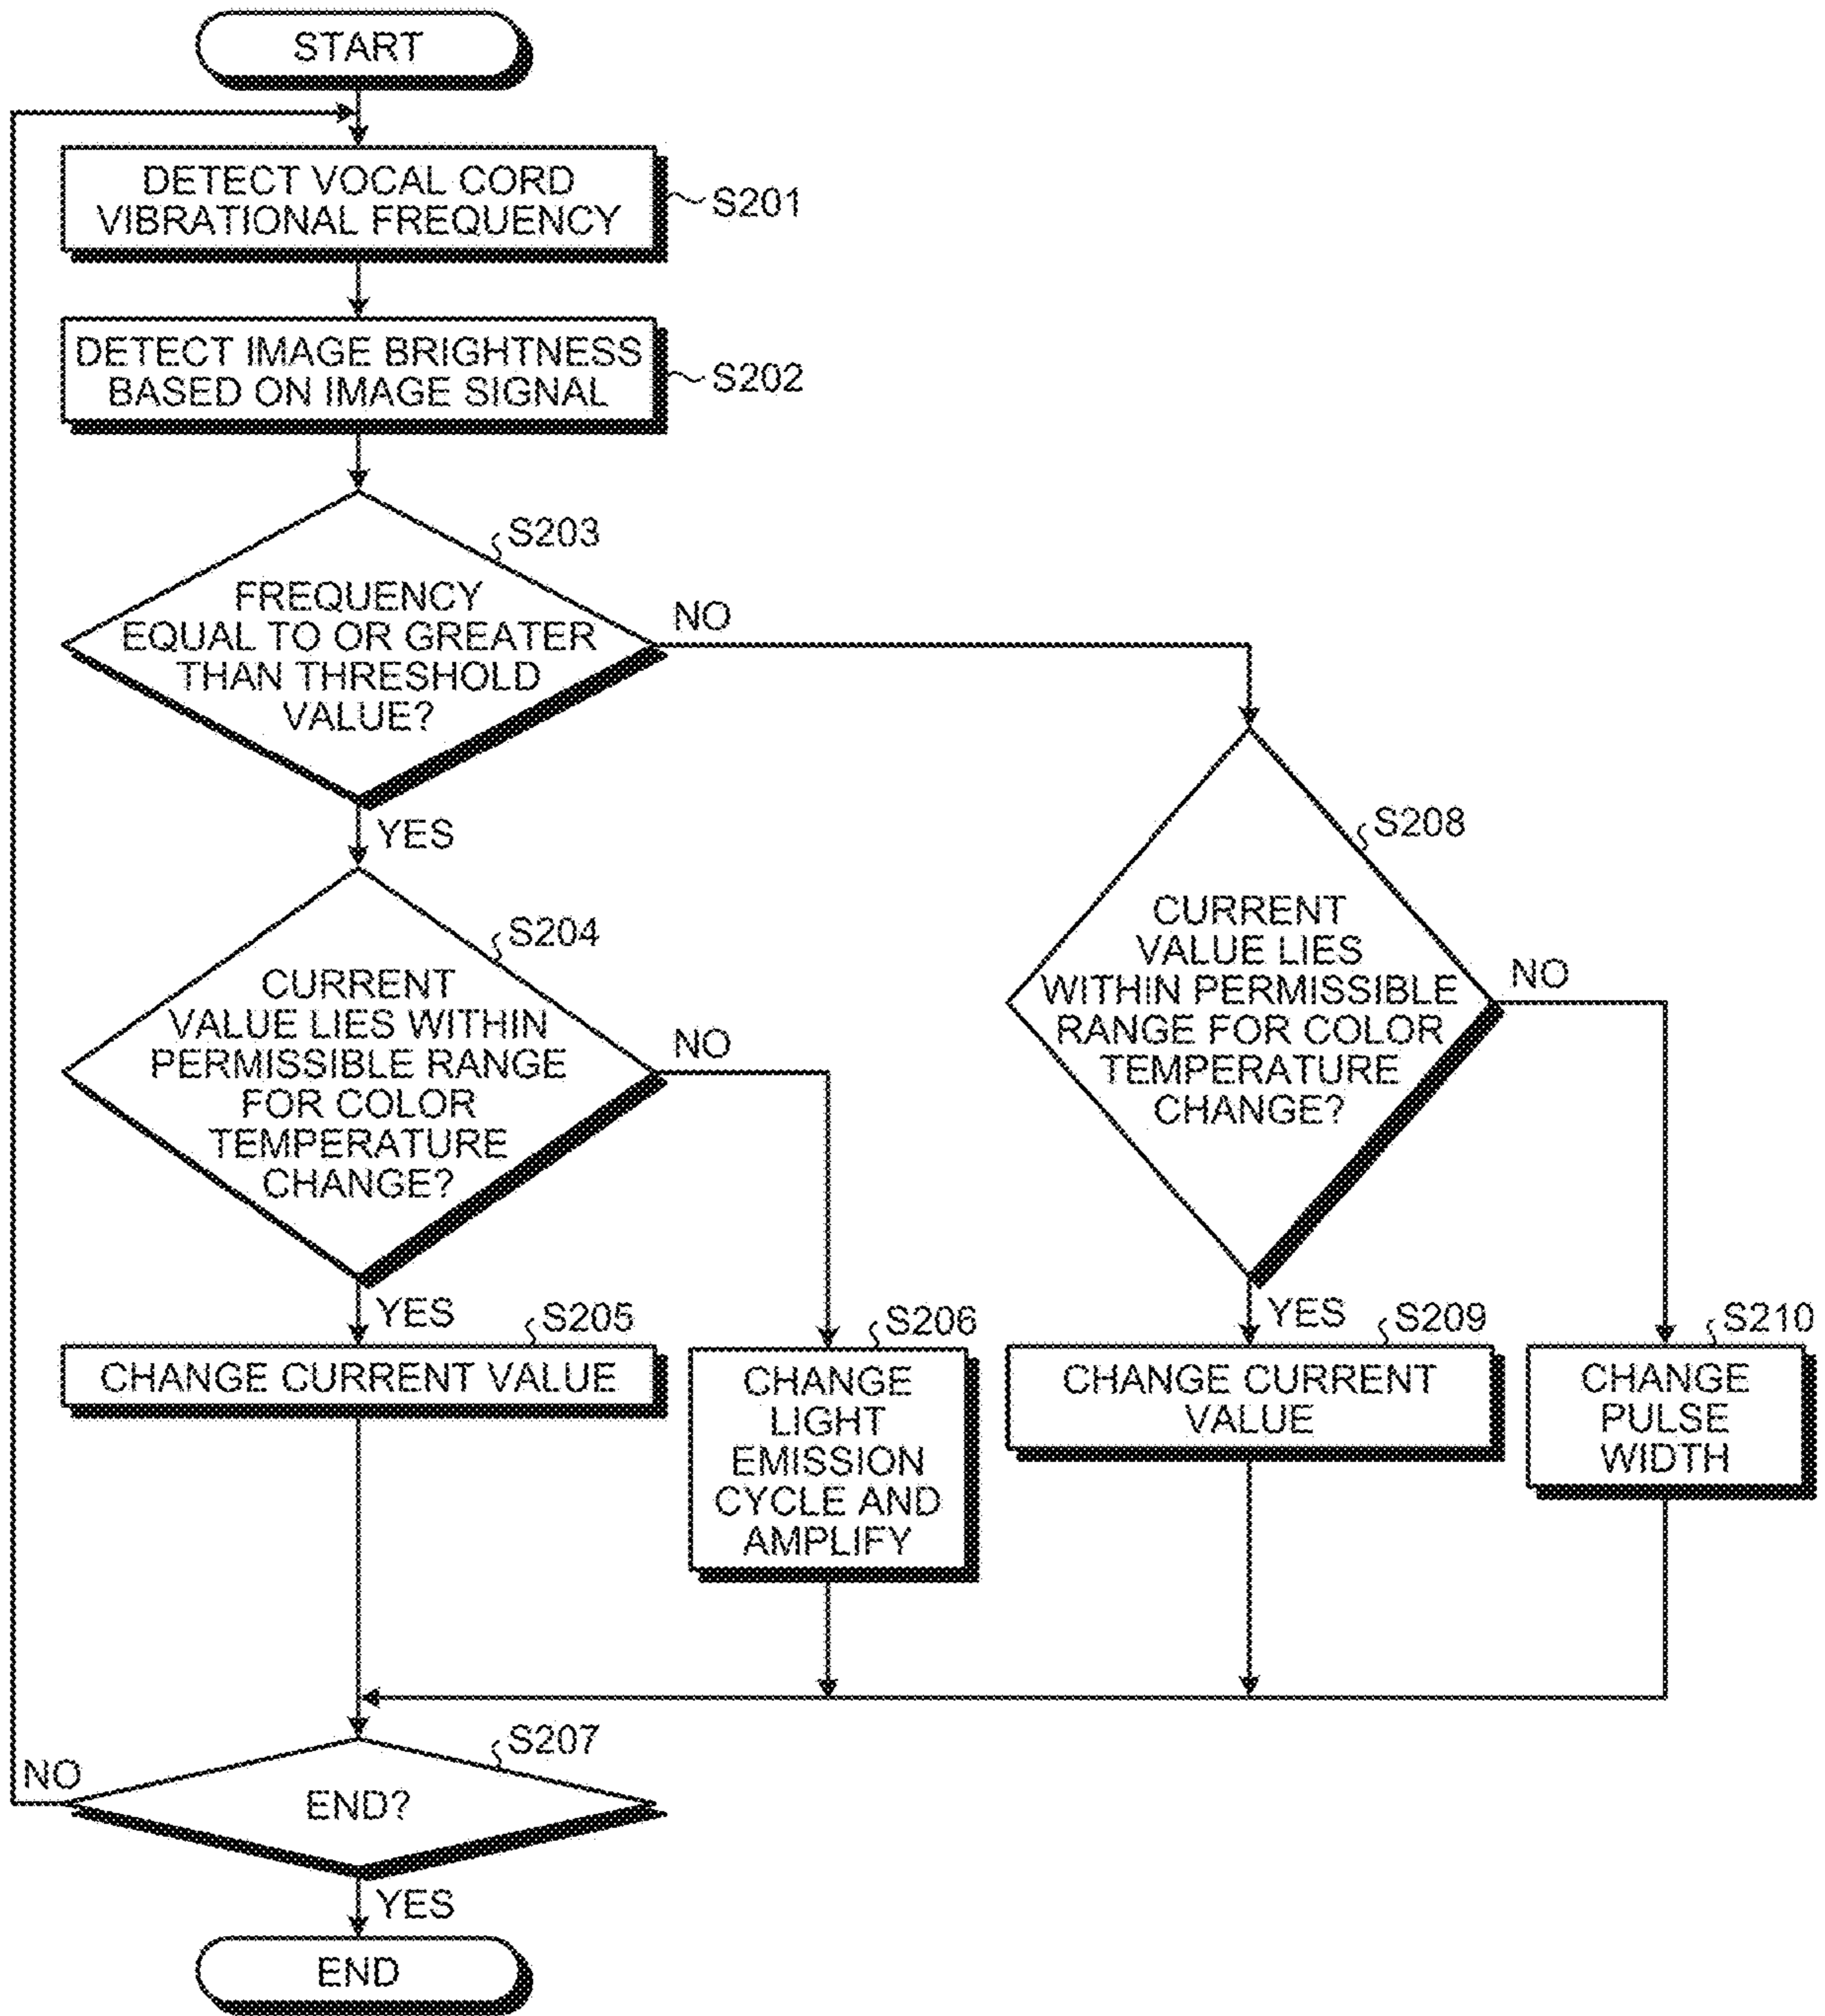 START
DETECT VOCAL CORD
VIBRATIONAL FREQUENCY
S201
DETECT IMAGE BRIGHTNESS
BASED ON IMAGE SIGNAL
S202
S203
FREQUENCY
EQUAL TO OR GREATER
THAN THRESHOLD
VALUE?
NO
YES
S204
CURRENT
VALUE LIES WITHIN
PERMISSIBLE RANGE
FOR COLOR
TEMPERATURE
CHANGE?
NO
YES
S205
CHANGE CURRENT VALUE
S206
CHANGE
LIGHT
EMISSION
CYCLE AND
AMPLIFY
S208
CURRENT
VALUE LIES
WITHIN PERMISSIBLE
RANGE FOR COLOR
TEMPERATURE
CHANGE?
NO
YES
S209
CHANGE CURRENT
VALUE
S210
CHANGE
PULSE
WIDTH
S207
END?
NO
YES
END